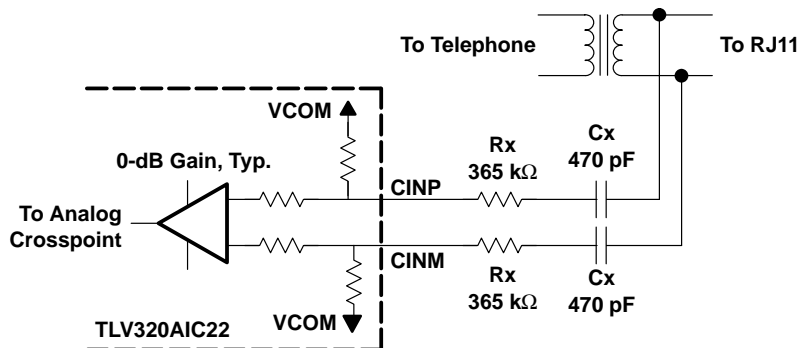 To Telephone
To RJ11
VCOM
Rx
365 kΩ
Cx
470 pF
0-dB Gain, Typ.
CINP
To Analog
Crosspoint
CINM
Rx
365 kΩ
Cx
470 pF
VCOM
TLV320AIC22